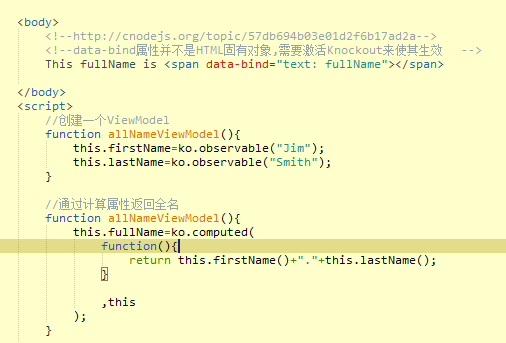 <body>
<!--http://cnodejs.org/topic/57db694b03e01d2f6b17ad2a-->
<!--data-bind属性并不是HTML固有对象,需要激活Knockout来使其生效   -->
This fullName is <span data-bind="text: fullName"></span>
</body>
<script>
//创建一个ViewModel
function allNameViewModel(){
this.firstName=ko.observable("Jim");
this.lastName=ko.observable("Smith");
}
//通过计算属性返回全名
function allNameViewModel(){
this.fullName=ko.computed(
function(){
return this.firstName()+"."+this.lastName();
}
,this
);
}